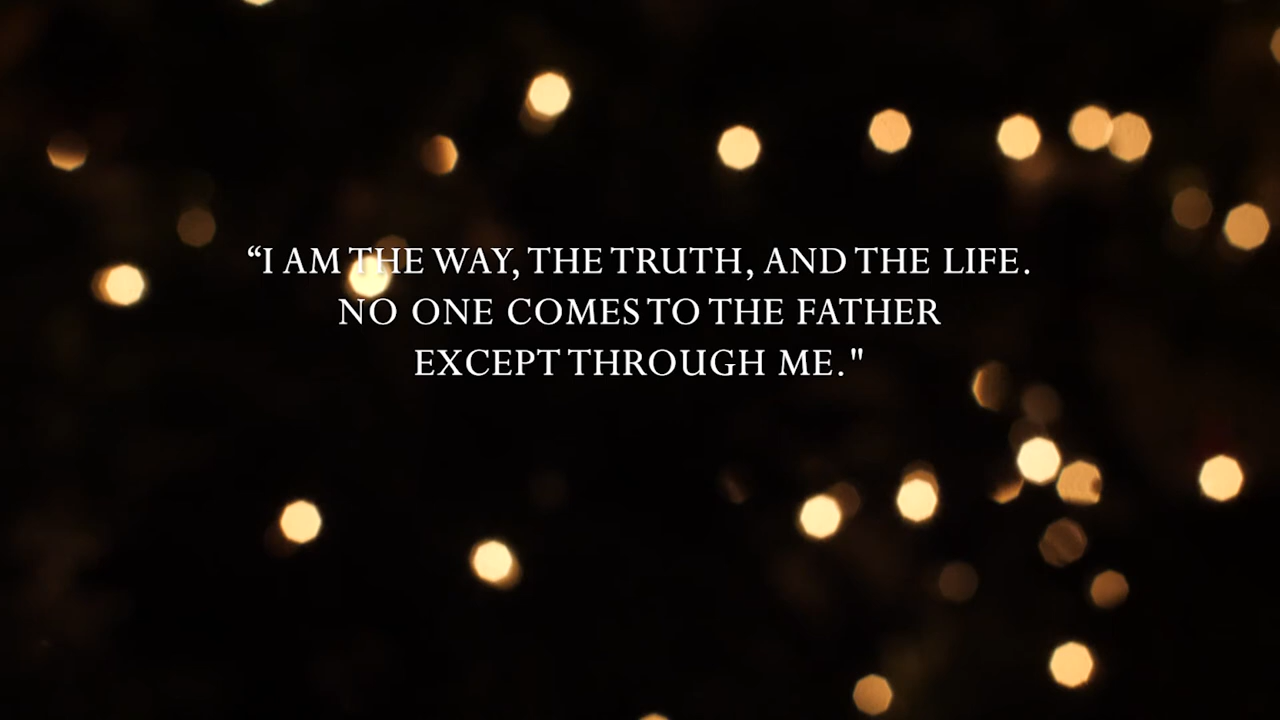 “I AM THE WAY, THE TRUTH, AND THE LIFE.
NO ONE COMES TO THE FATHER
EXCEPT THROUGH ME."